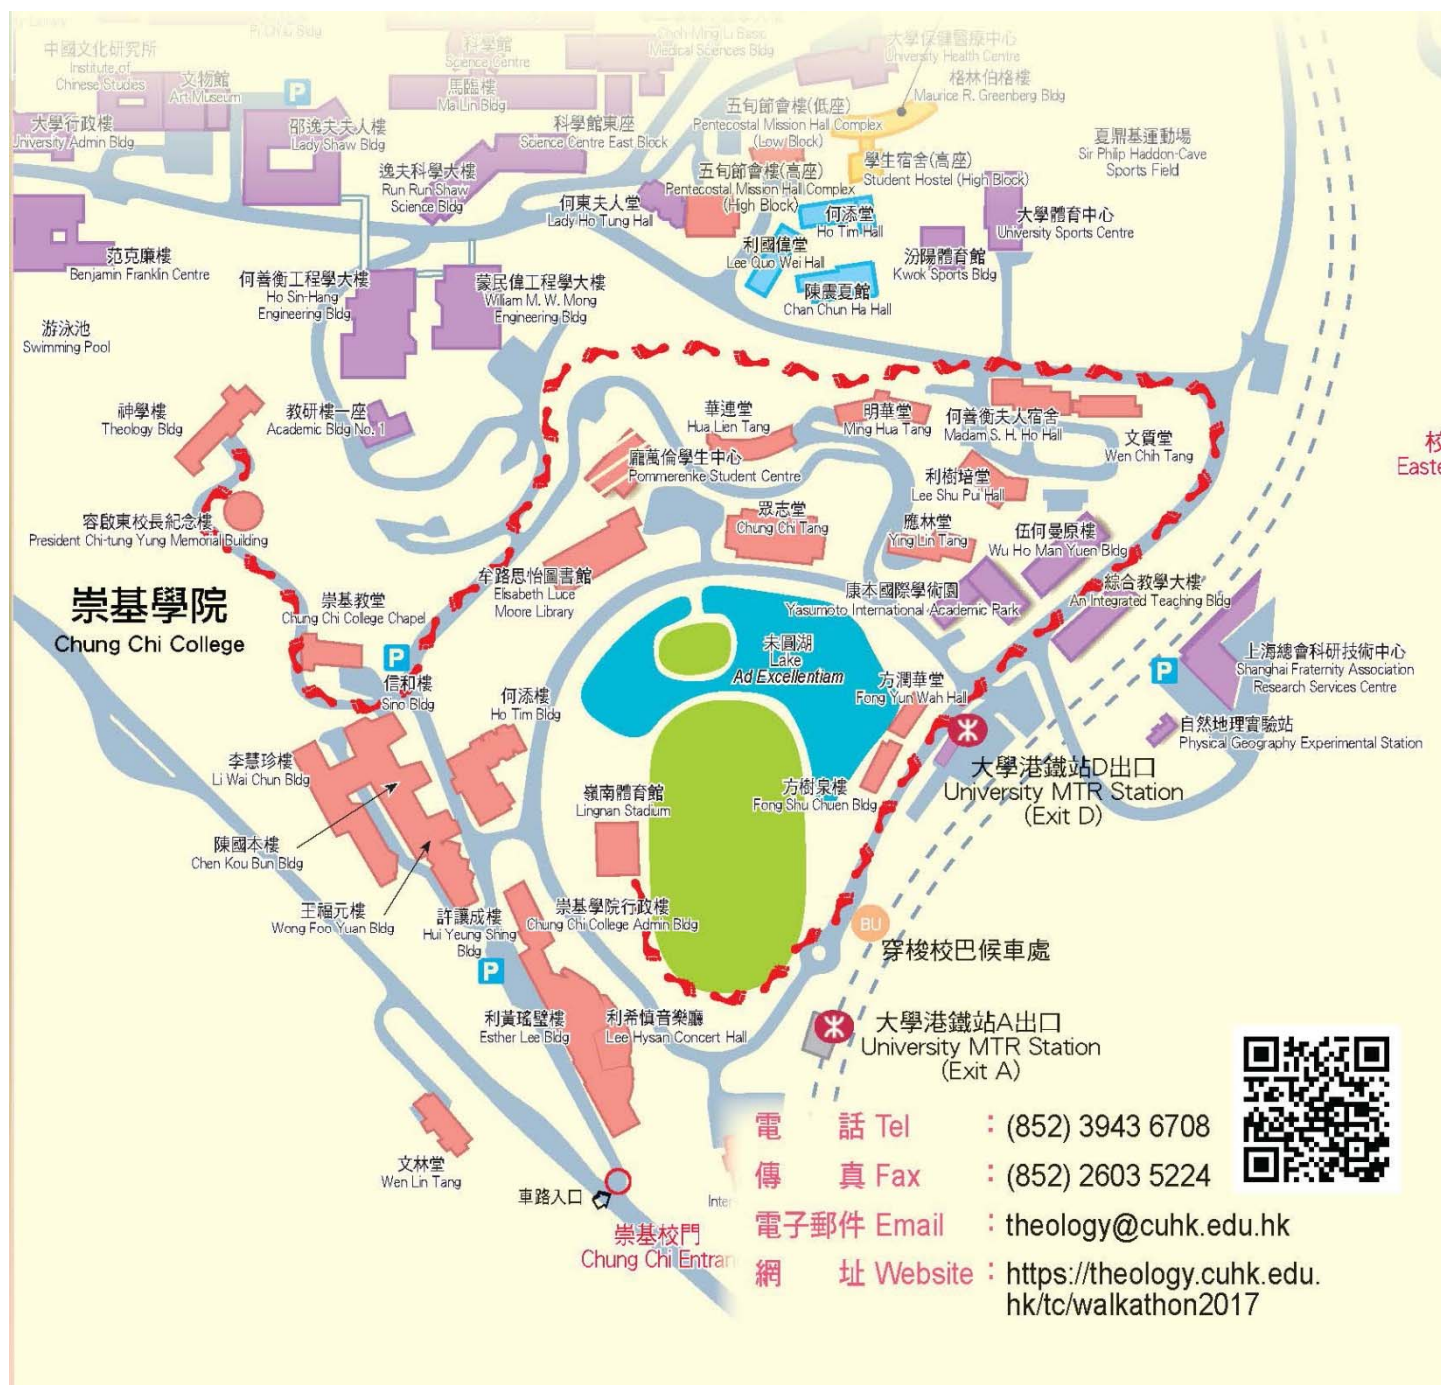 Pi Ch'iu Bldg
中國文化研究所
Institute of
Chinese Studies
文物館
Art Museum
P
科學館
Science Centre
馬臨樓
Ma Lin Bldg
Choh-Ming Li Basic
Medical Sciences Bldg
大學保健醫療中心
University Health Centre
格林伯格樓
Maurice R. Greenberg Bldg
大學行政樓
University Admin Bldg
邵逸夫夫人樓
Lady Shaw Bldg
科學館東座
Science Centre East Block
五旬節會樓(低座)
Pentecostal Mission Hall Complex
(Low Block)
夏鼎基運動場
Sir Philip Haddon-Cave
Sports Field
逸夫科學大樓
Run Run Shaw
Science Bldg
五旬節會樓(高座)
Pentecostal Mission Hall Complex
(High Block)
學生宿舍(高座)
Student Hostel (High Block)
何東夫人堂
Lady Ho Tung Hall
何添堂
Ho Tim Hall
大學體育中心
University Sports Centre
范克廉樓
Benjamin Franklin Centre
利國偉堂
Lee Quo Wei Hall
汾陽體育館
Kwok Sports Bldg
何善衡工程學大樓
Ho Sin-Hang
Engineering Bldg
蒙民偉工程學大樓
William M. W. Mong
Engineering Bldg
陳震夏館
Chan Chun Ha Hall
游泳池
Swimming Pool
神學樓
Theology Bldg
教研樓一座
Academic Bldg No. 1
華連堂
Hua Lien Tang
明華堂
Ming Hua Tang
何善衡夫人宿舍
Madam S. H. Ho Hall
文質堂
Wen Chih Tang
校
Easte
龐萬倫學生中心
Pommerenke Student Centre
利樹培堂
Lee Shu Pui Hall
容啟東校長紀念樓
President Chi-tung Yung Memorial Building
眾志堂
Chung Chi Tang
應林堂
Ying Lin Tang
伍何曼原樓
Wu Ho Man Yuen Bldg
崇基學院
Chung Chi College
崇基教堂
Chung Chi College Chapel
牟路思怡圖書館
Elisabeth Luce
Moore Library
康本國際學術園
Yasumoto International Academic Park
綜合教學大樓
An Integrated Teaching Bldg
P
信和樓
Sino Bldg
未圓湖
Lake
Ad Excellentiam
方潤華堂
Fong Yun Wah Hall
P
上海總會科研技術中心
Shanghai Fraternity Association
Research Services Centre
何添樓
Ho Tim Bldg
自然地理實驗站
Physical Geography Experimental Station
李慧珍樓
Li Wai Chun Bldg
嶺南體育館
Lingnan Stadium
方樹泉樓
Fong Shu Chuen Bldg
大學港鐵站D出口
University MTR Station
(Exit D)
陳國本樓
Chen Kou Bun Bldg
王福元樓
Wong Foo Yuan Bldg
許讓成樓
Hui Yeung Shing
Bldg
崇基學院行政樓
Chung Chi College Admin Bldg
BU
穿梭校巴候車處
P
利黃瑤璧樓
Esther Lee Bldg
利希慎音樂廳
Lee Hysan Concert Hall
大學港鐵站A出口
University MTR Station
(Exit A)
文林堂
Wen Lin Tang
車路入口
Inter
崇基校門
Chung Chi Entran
電 話 Tel : (852) 3943 6708
傳 真 Fax : (852) 2603 5224
電子郵件 Email : theology@cuhk.edu.hk
網 址 Website : https://theology.cuhk.edu.
hk/tc/walkathon2017